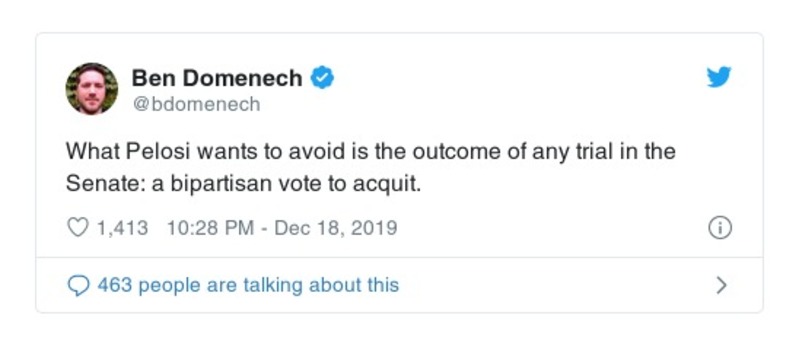 Ben Domenech
@bdomenech
What Pelosi wants to avoid is the outcome of any trial in the
Senate: a bipartisan vote to acquit.
1,413 10:28 PM - Dec 18, 2019
463 people are talking about this